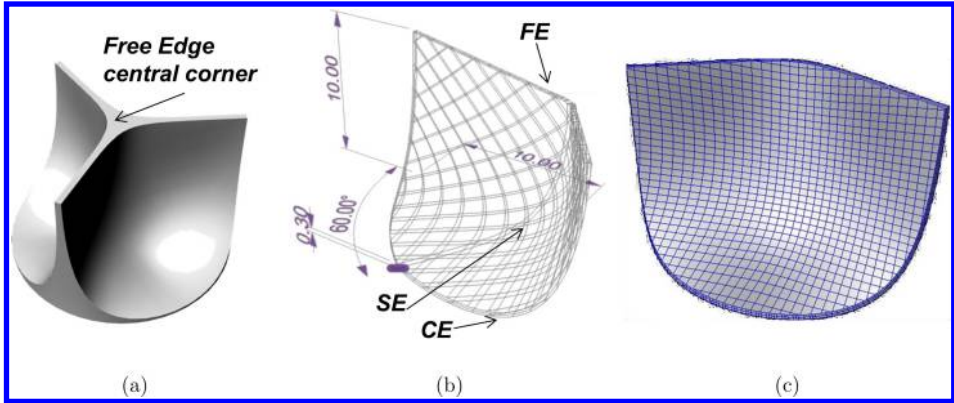 Free Edge
central corner
FE
10.00
10.00
60.00°
0.30
SE
CE
(a)
(b)
(c)